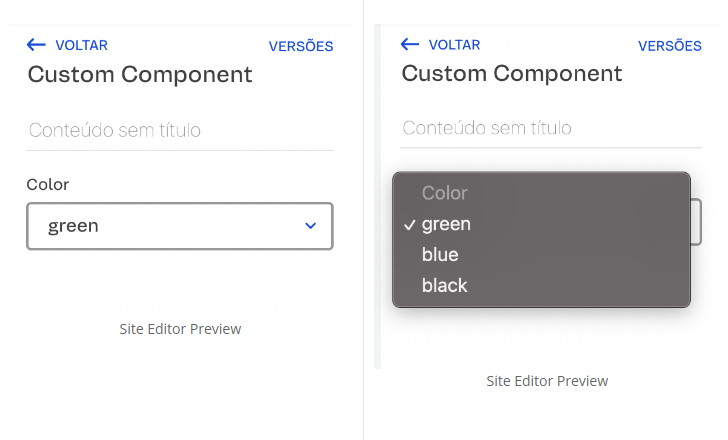 VOLTAR
VERSÕES
Custom Component
Conteúdo sem título
Color
green
Site Editor Preview
VOLTAR
VERSÕES
Custom Component
Conteúdo sem título
Color
green
blue
black
Site Editor Preview